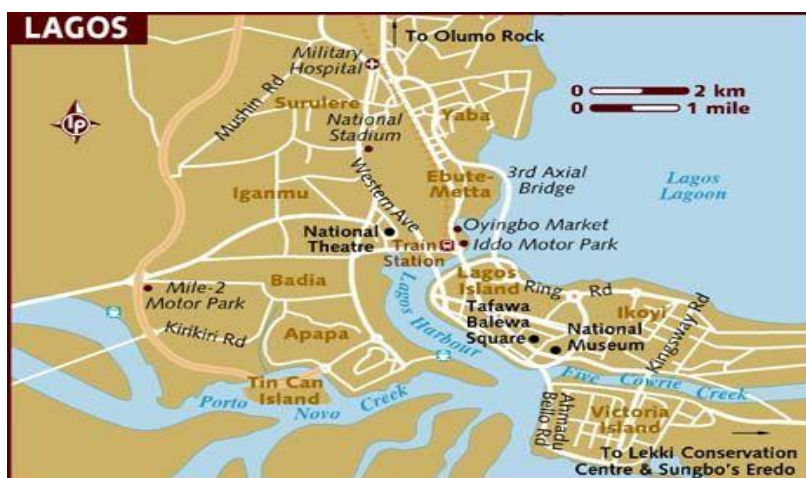 LAGOS
To Olumo Rock
Military
Hospital
0 2 km
0 1 mile
Mushin Rd
Surulere
Yaba
National
Stadium
lp
Western Ave
Ebute-
Metta
3rd Axial
Bridge
Lagos
Lagoon
Iganmu
National
Theatre
Oyingbo Market
Iddo Motor Park
Train
Station
Mile-2
Motor Park
Badia
Lagos
Island
Ring Rd
Ikoyi
Kingsway Rd
Lagos Harbour
Tafawa
Balewa
Square
National
Museum
Kirikiri Rd
Apapa
Tin Can
Island
Porto Novo Creek
Five Cowrie Creek
Ahmadu
Bello Rd
Victoria
Island
To Lekki Conservation
Centre & Sungbo's Eredo